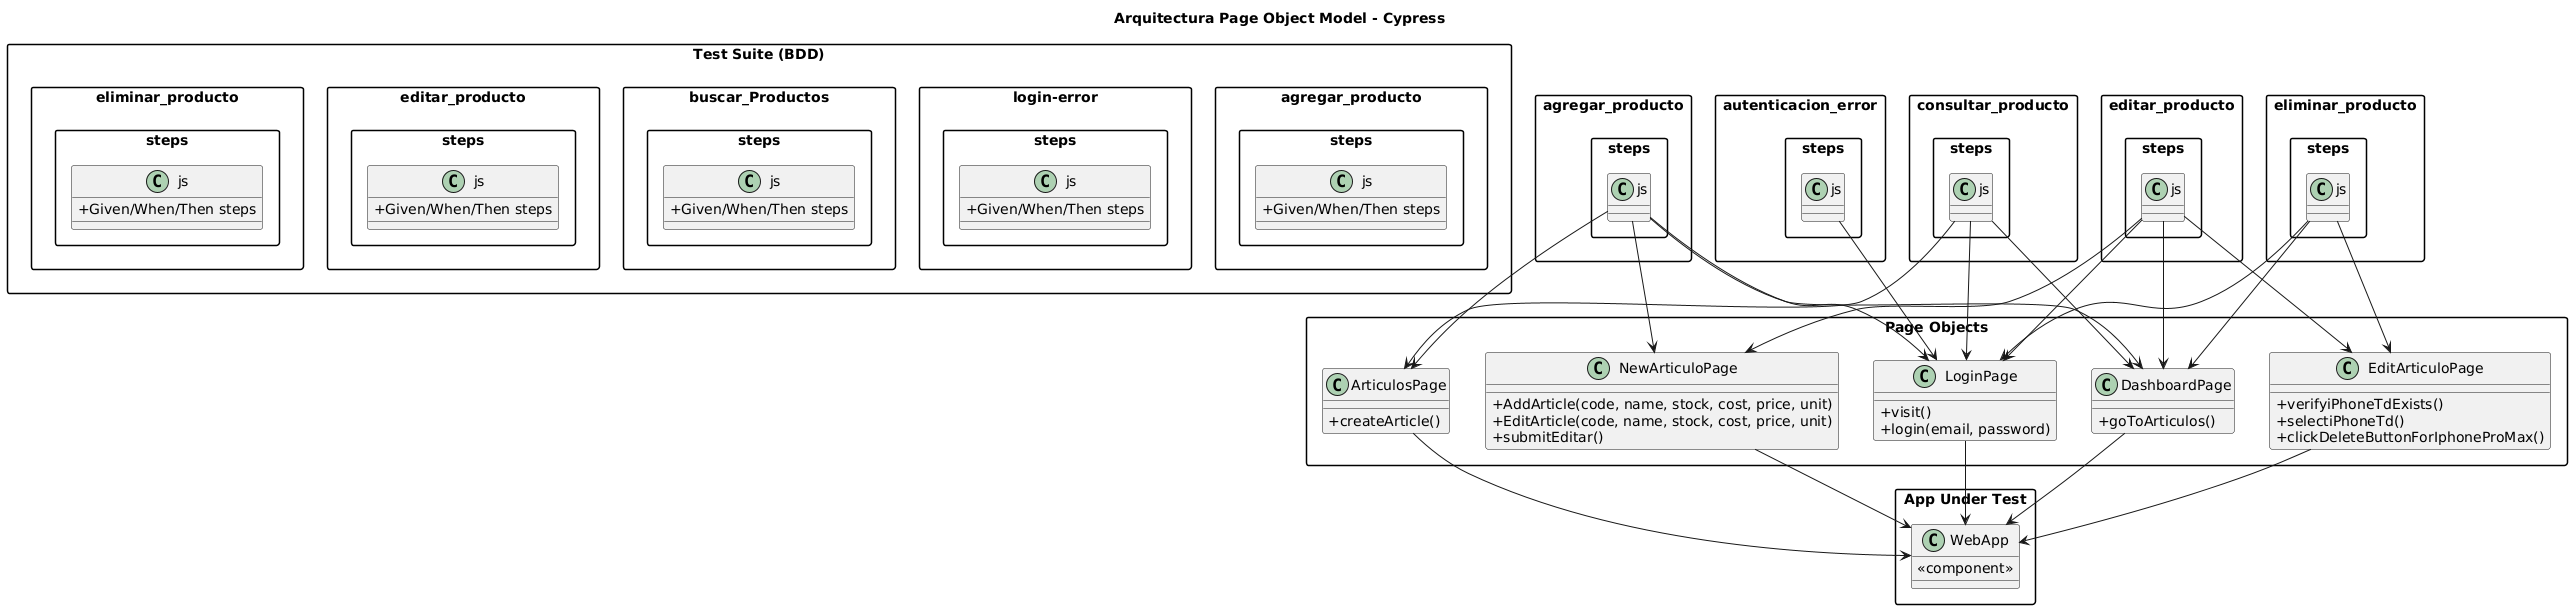 Arquitectura Page Object Model - Cypress
Test Suite (BDD)
eliminar_producto
steps
C js
+Given/When/Then steps
editar_producto
steps
C js
+Given/When/Then steps
buscar_Productos
steps
C js
+Given/When/Then steps
login-error
steps
C js
+Given/When/Then steps
agregar_producto
steps
C js
+Given/When/Then steps
agregar_producto
steps
C js
autenticacion_error
steps
C js
consultar_producto
steps
C js
editar_producto
steps
C js
eliminar_producto
steps
C js
Page Objects
C ArticulosPage
+createArticle()
C NewArticuloPage
+AddArticle(code, name, stock, cost, price, unit)
+EditArticle(code, name, stock, cost, price, unit)
+submitEditar()
C LoginPage
+visit()
+login(email, password)
C DashboardPage
+goToArticulos()
C EditArticuloPage
+verifyiPhoneTdExists()
+selectiPhoneTd()
+clickDeleteButtonForIphoneProMax()
App Under Test
C WebApp
«component»